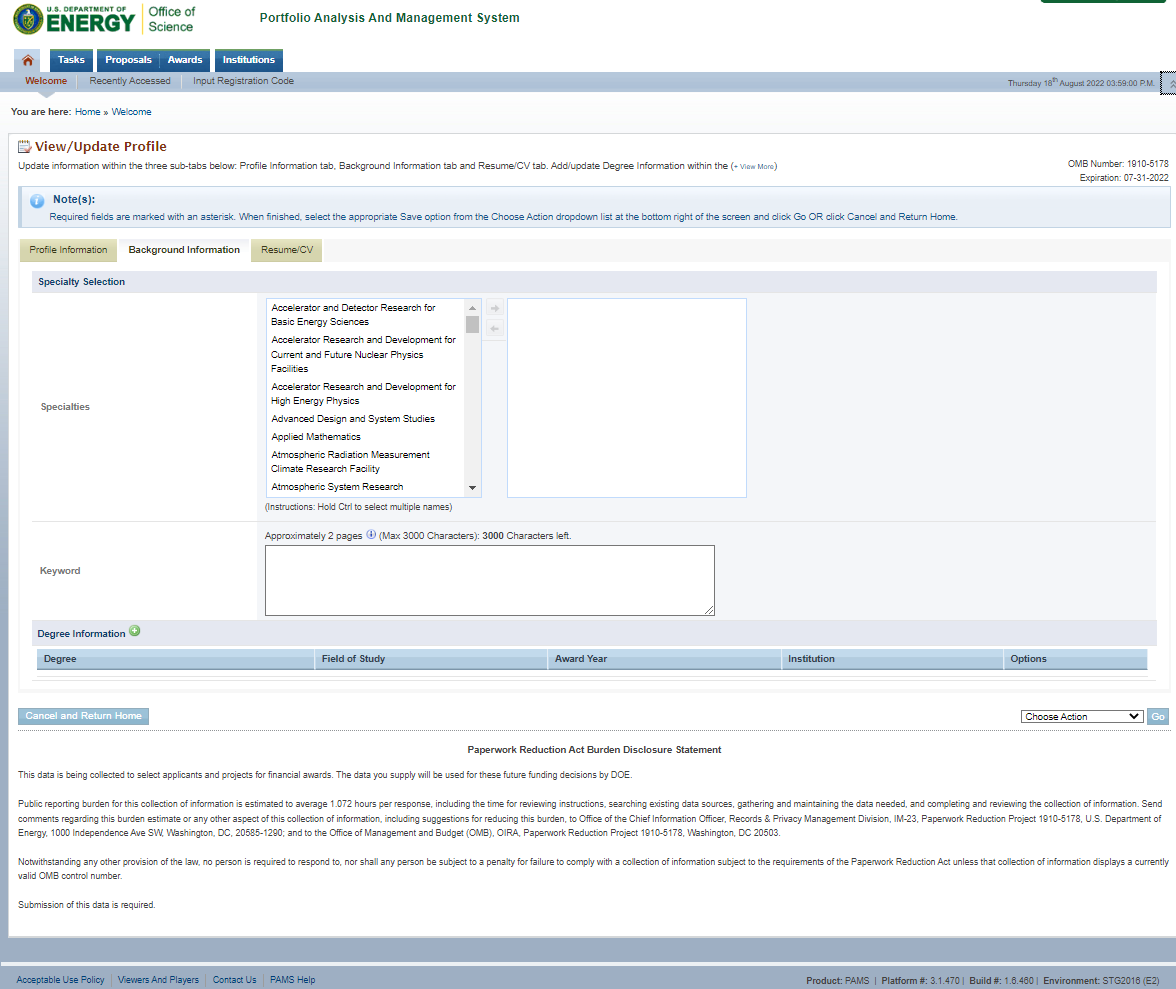 U.S. DEPARTMENT OF
ENERGY
Office of
Science
Portfolio Analysis And Management System
Tasks
Proposals
Awards
Institutions
Welcome
Recently Accessed
Input Registration Code
Thursday 18th August 2022 03:59:00 P.M.
You are here: Home » Welcome
View/Update Profile
Update information within the three sub-tabs below: Profile Information tab, Background Information tab and Resume/CV tab. Add/update Degree Information within the (+ View More)
OMB Number: 1910-5178
Expiration: 07-31-2022
Note(s):
Required fields are marked with an asterisk. When finished, select the appropriate Save option from the Choose Action dropdown list at the bottom right of the screen and click Go OR click Cancel and Return Home.
Profile Information
Background Information
Resume/CV
Specialty Selection
Specialties
Accelerator and Detector Research for
Basic Energy Sciences
Accelerator Research and Development for
Current and Future Nuclear Physics
Facilities
Accelerator Research and Development for
High Energy Physics
Advanced Design and System Studies
Applied Mathematics
Atmospheric Radiation Measurement
Climate Research Facility
Atmospheric System Research
(Instructions: Hold Ctrl to select multiple names)
Approximately 2 pages (Max 3000 Characters): 3000 Characters left.
Keyword
Degree Information
Degree
Field of Study
Award Year
Institution
Options
Cancel and Return Home
Choose Action
Go
Paperwork Reduction Act Burden Disclosure Statement
This data is being collected to select applicants and projects for financial awards. The data you supply will be used for these future funding decisions by DOE.
Public reporting burden for this collection of information is estimated to average 1.072 hours per response, including the time for reviewing instructions, searching existing data sources, gathering and maintaining the data needed, and completing and reviewing the collection of information. Send
comments regarding this burden estimate or any other aspect of this collection of information, including suggestions for reducing this burden, to Office of the Chief Information Officer, Records & Privacy Management Division, IM-23, Paperwork Reduction Project 1910-5178, U.S. Department of
Energy, 1000 Independence Ave SW, Washington, DC, 20585-1290; and to the Office of Management and Budget (OMB), OIRA, Paperwork Reduction Project 1910-5178, Washington, DC 20503.
Notwithstanding any other provision of the law, no person is required to respond to, nor shall any person be subject to a penalty for failure to comply with a collection of information subject to the requirements of the Paperwork Reduction Act unless that collection of information displays a currently
valid OMB control number.
Submission of this data is required.
Acceptable Use Policy
Viewers And Players
Contact Us
PAMS Help
Product: PAMS | Platform #: 3.1.470 | Build #: 1.6.460 | Environment: STG2016 (E2)